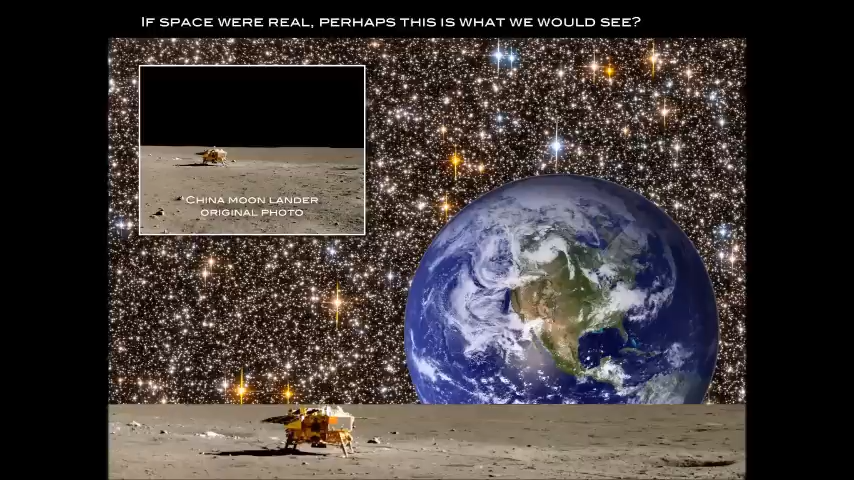 If space were real, perhaps this is what we would see?
*China moon lander
original photo